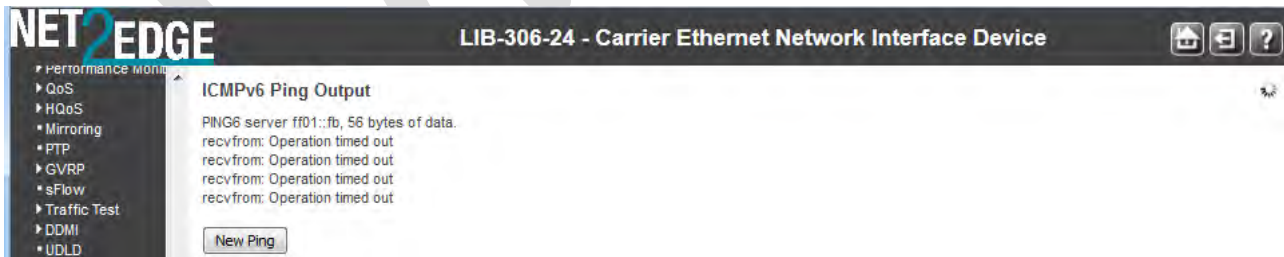 NET2EDGE
LIB-306-24 - Carrier Ethernet Network Interface Device
?
Performance Monit
QoS
HQoS
Mirroring
PTP
GVRP
sFlow
Traffic Test
DDMI
UDLD
ICMPv6 Ping Output
PING6 server ff01::fb, 56 bytes of data.
recvfrom: Operation timed out
recvfrom: Operation timed out
recvfrom: Operation timed out
recvfrom: Operation timed out
New Ping